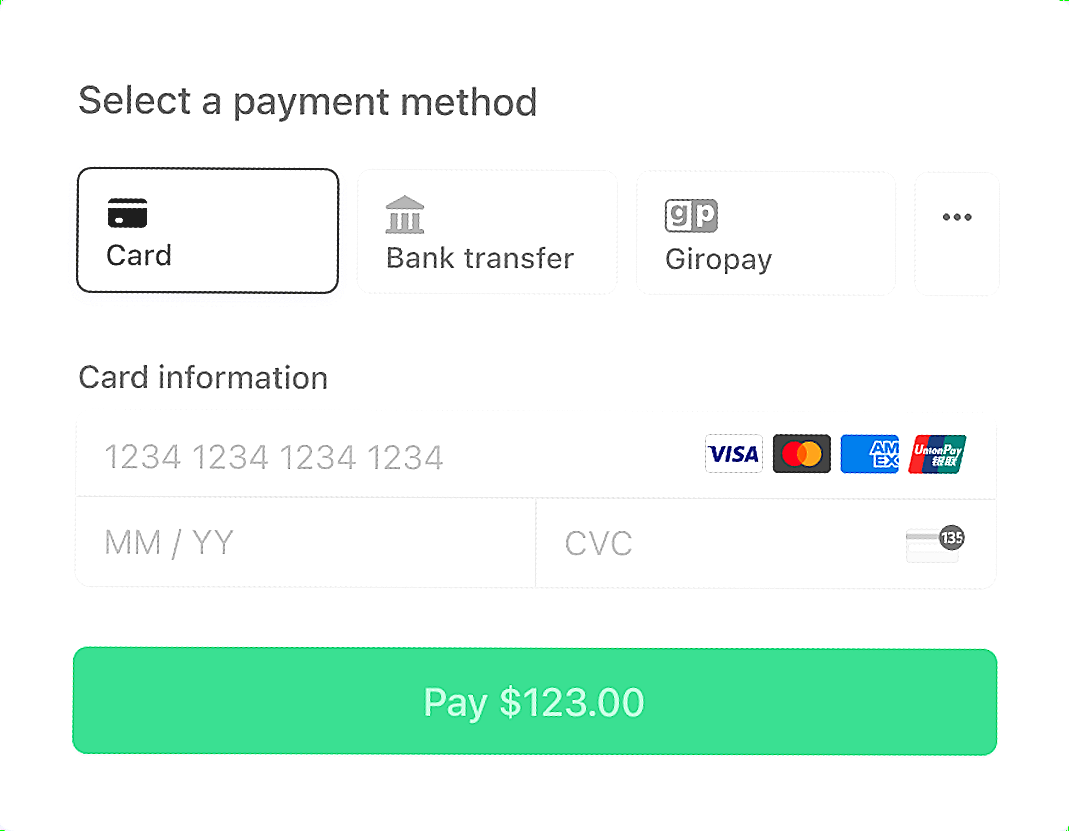 Select a payment method
Card
Bank transfer
gp
Giropay
Card information
1234 1234 1234 1234
VISA
AM
EX
UnionPay
银联
MM / YY
CVC
135
Pay $123.00